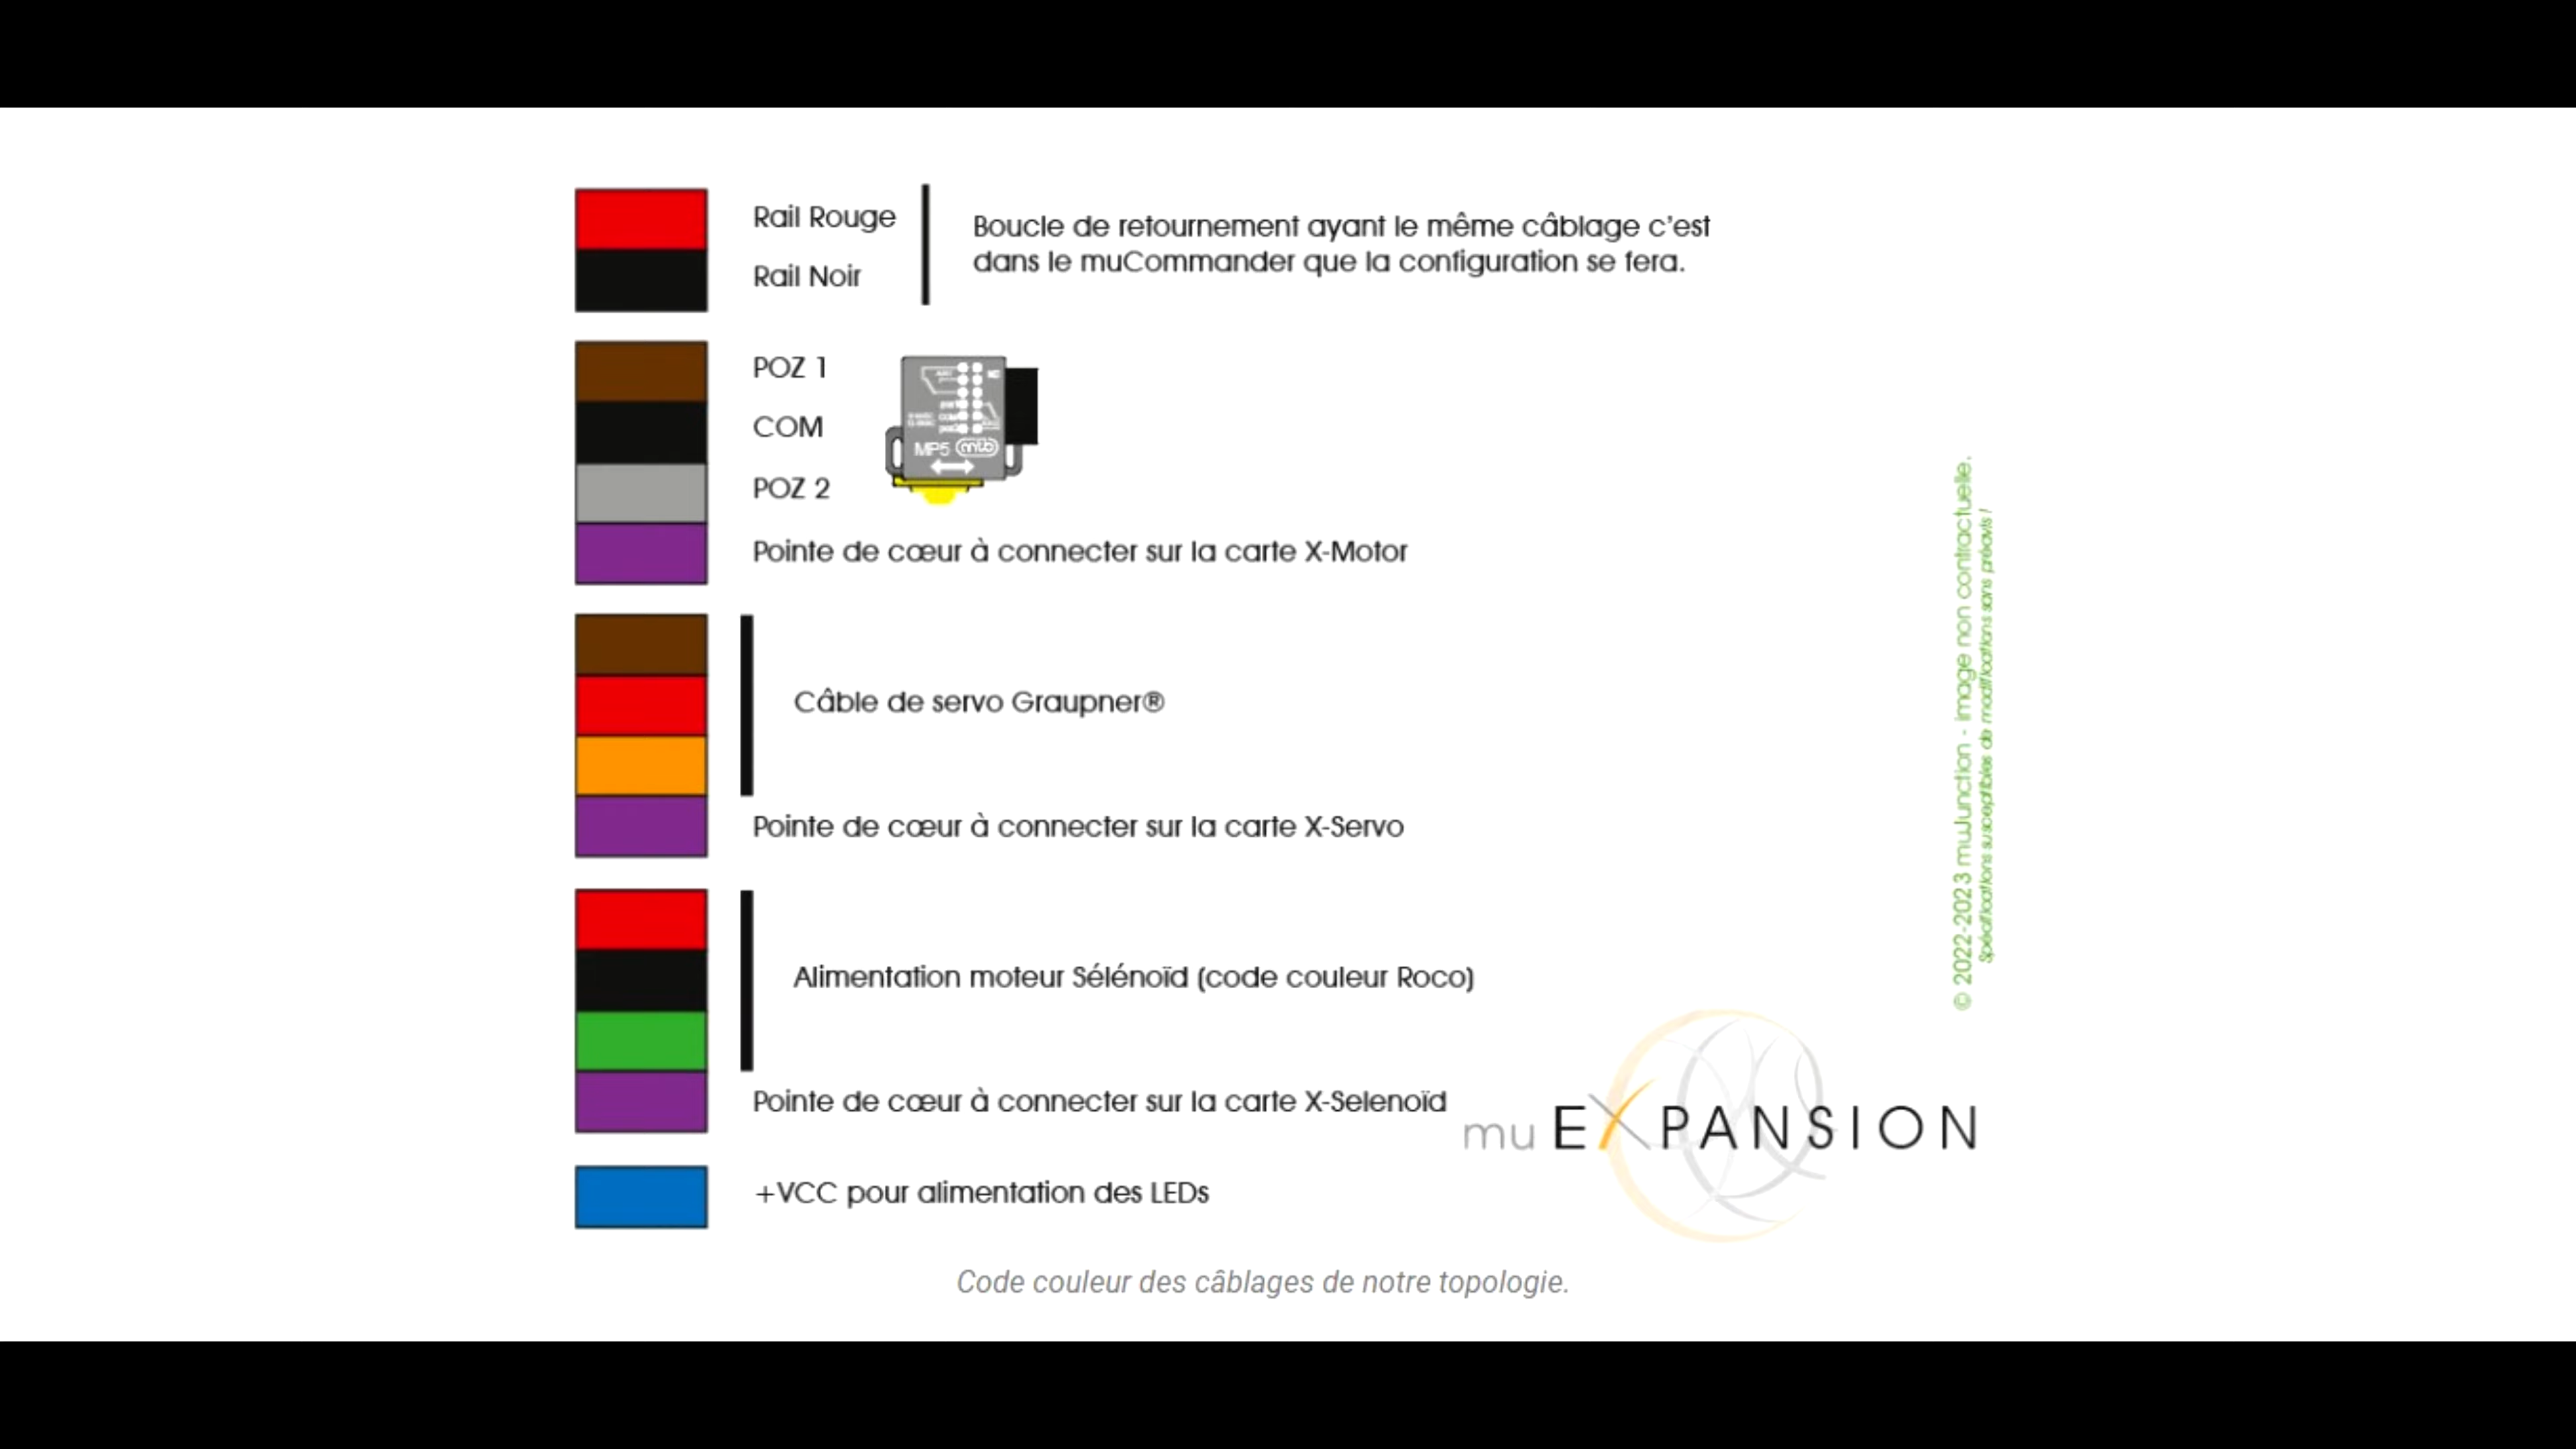 Rail Rouge
Rail Noir
Boucle de retournement ayant le même câblage c'est
dans le muCommander que la configuration se fera.
POZ 1
COM
POZ 2
MP5 mtb
Pointe de cœur à connecter sur la carte X-Motor
Câble de servo Graupner®
Pointe de cœur à connecter sur la carte X-Servo
Alimentation moteur Sélénoïd (code couleur Roco)
Pointe de cœur à connecter sur la carte X-Selenoïd
+VCC pour alimentation des LEDs
© 2022-2023 muJunction - image non contractuelle.
Spécifications susceptibles de modifications sans préavis !
mu EXPANSION
Code couleur des câblages de notre topologie.